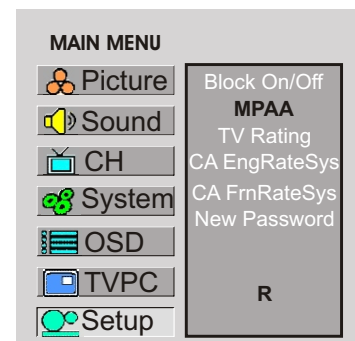 MAIN MENU
Picture
Sound
CH
System
OSD
TVPC
Setup
Block On/Off
MPAA
TV Rating
CA EngRateSys
CA FrnRateSys
New Password
R